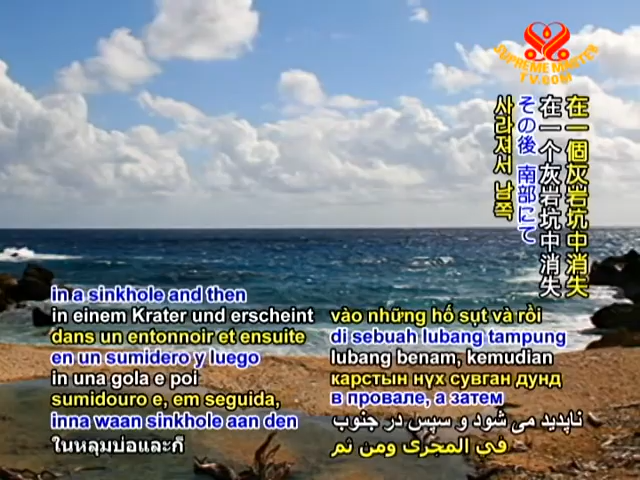 SUPREME MASTER
TV.COM
在一個灰岩坑中消失
在一个灰岩坑中消失
その後 南部にて
사라져서 남쪽
in a sinkhole and then
in einem Krater und erscheint
dans un entonnoir et ensuite
en un sumidero y luego
in una gola e poi
sumidouro e, em seguida,
inna waan sinkhole aan den
ในหลุมบ่อและก็
vào những hố sụt và rồi
di sebuah lubang tampung
lubang benam, kemudian
карстын нүх сувган дунд
в провале, а затем
ناپدید می شود و سپس در جنوب
في المجرى ومن ثم